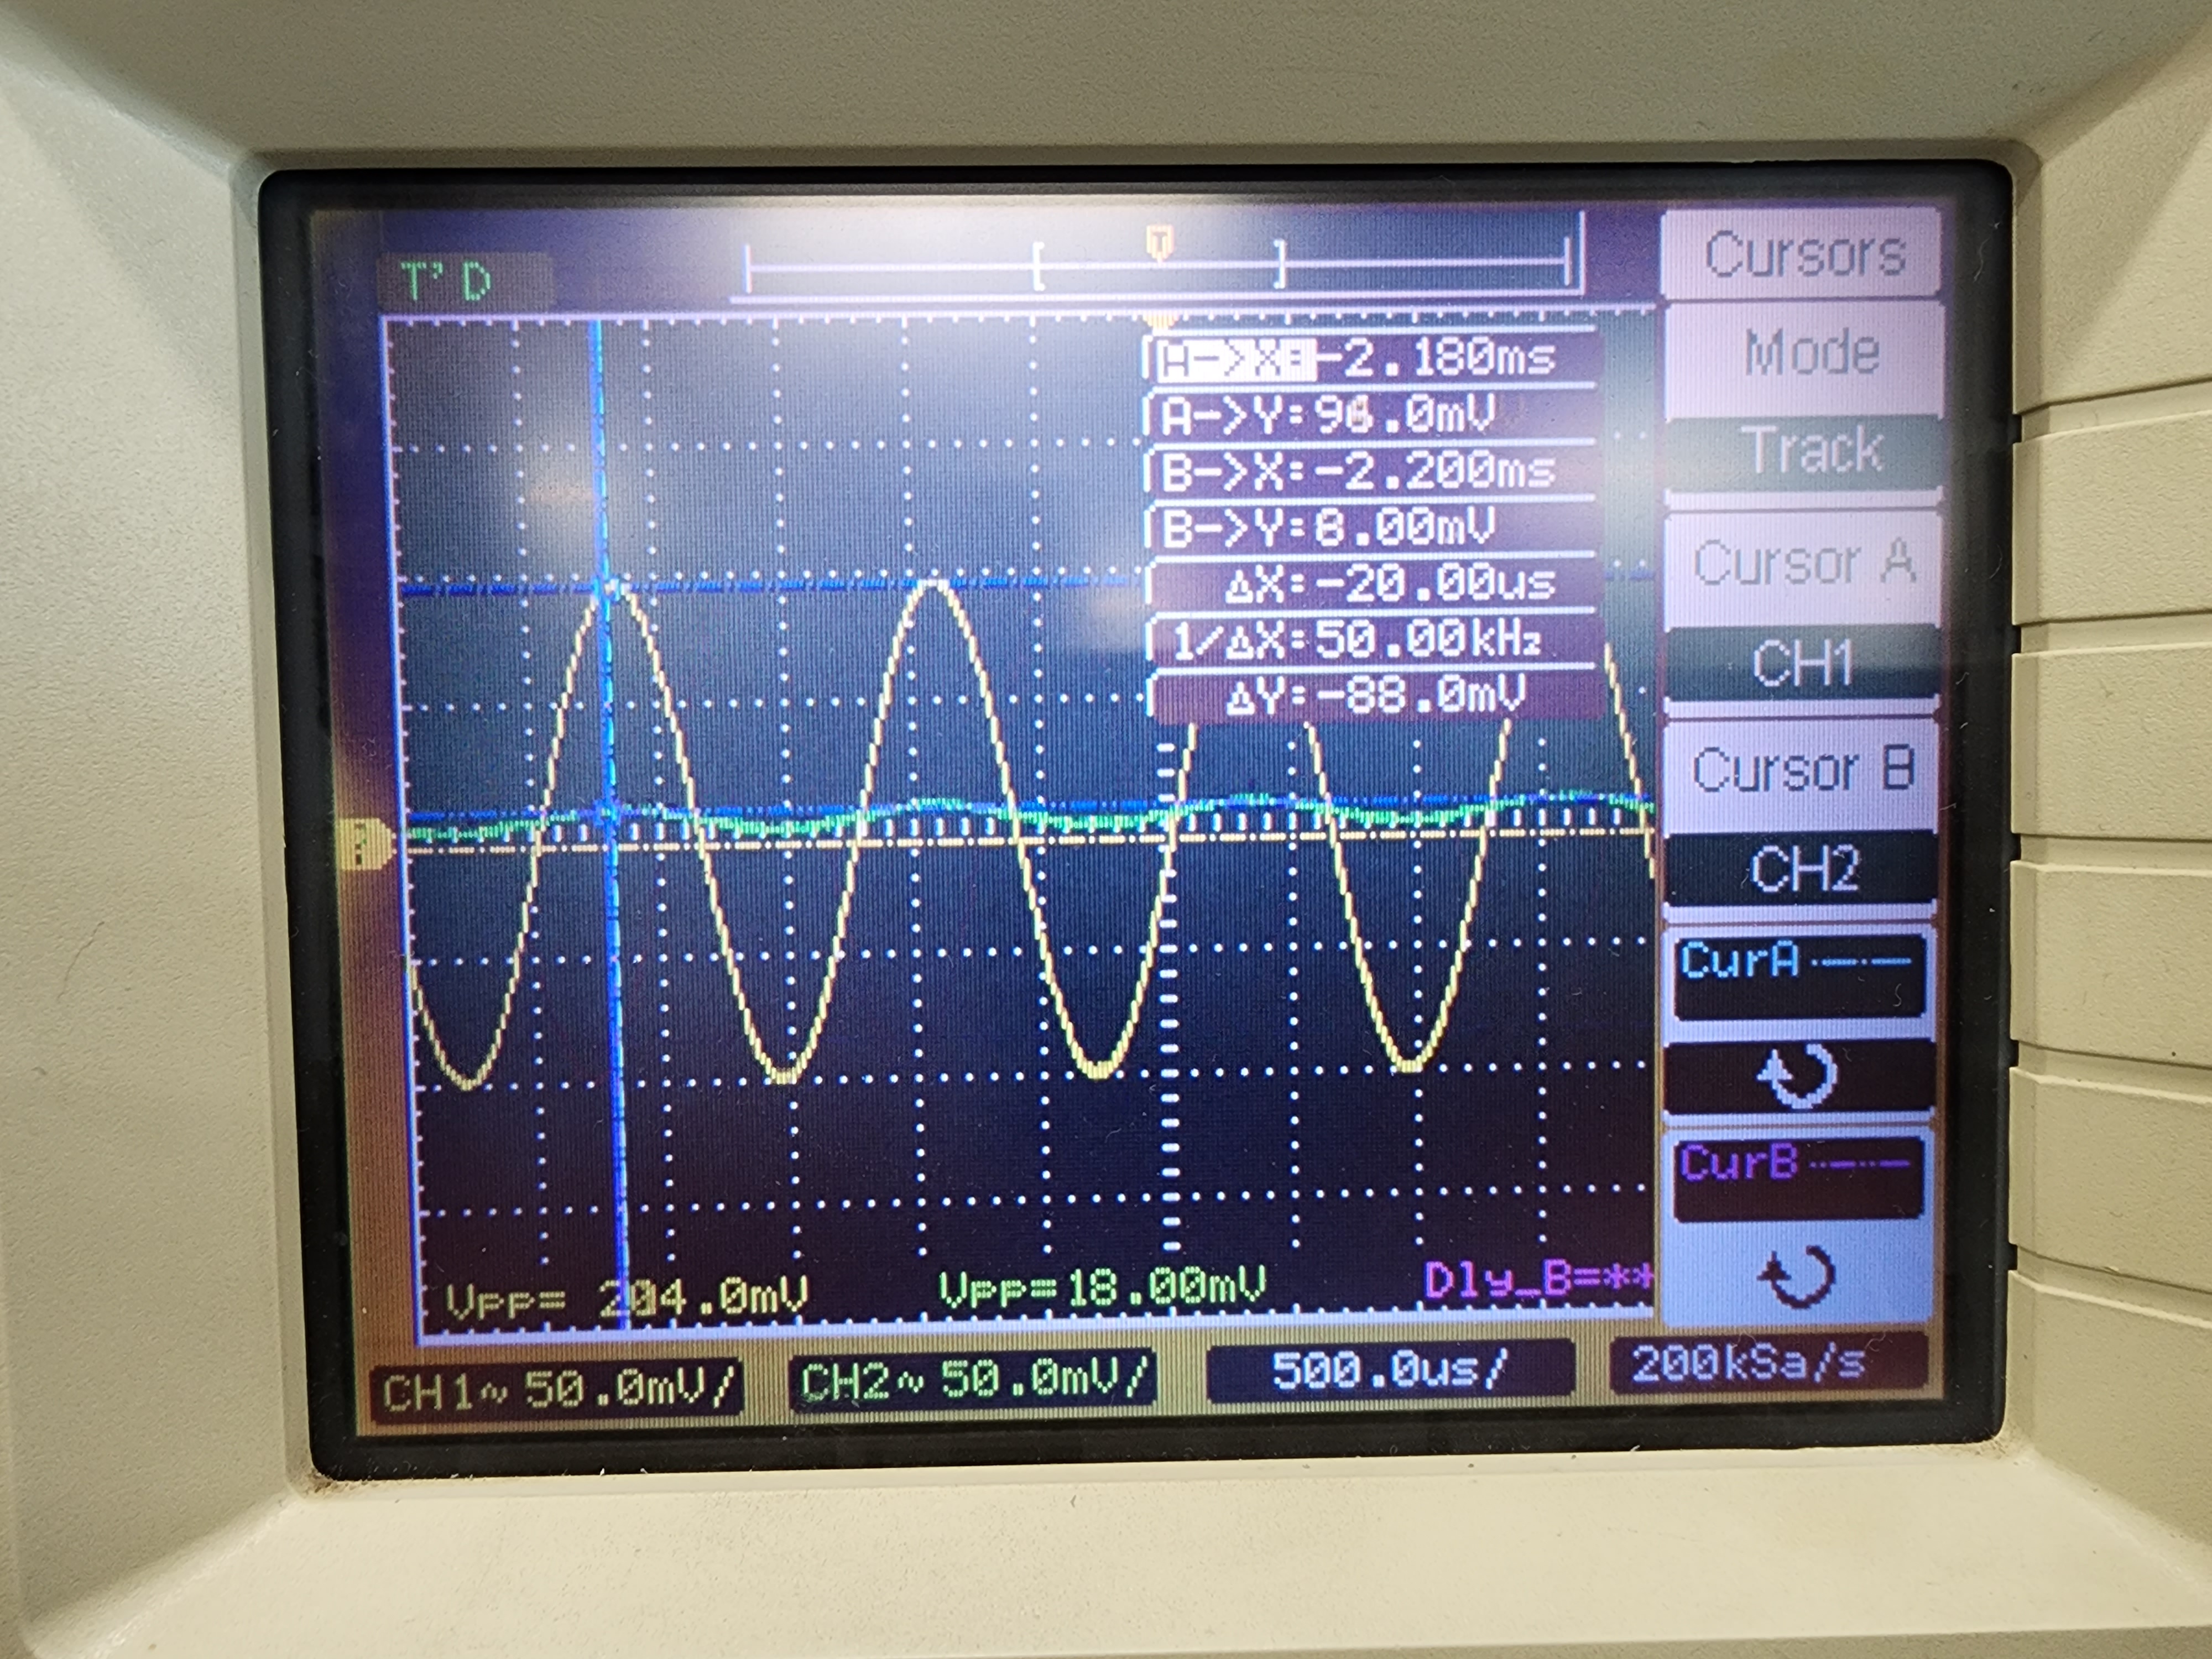 T'D
T
Cursors
A->X:-2.180ms
Mode
A->Y:96.0mV
Track
B->X:-2.200ms
B->Y:8.00mV
Cursor A
ΔX:-20.00us
1/ΔX:50.00kHz
CH1
ΔY:-88.0mV
Cursor B
CH2
CurA
CurB
Vpp= 204.0mV Vpp=18.00mV Dly_B=**
CH1~ 50.0mV/ CH2~ 50.0mV/ 500.0us/ 200kSa/s